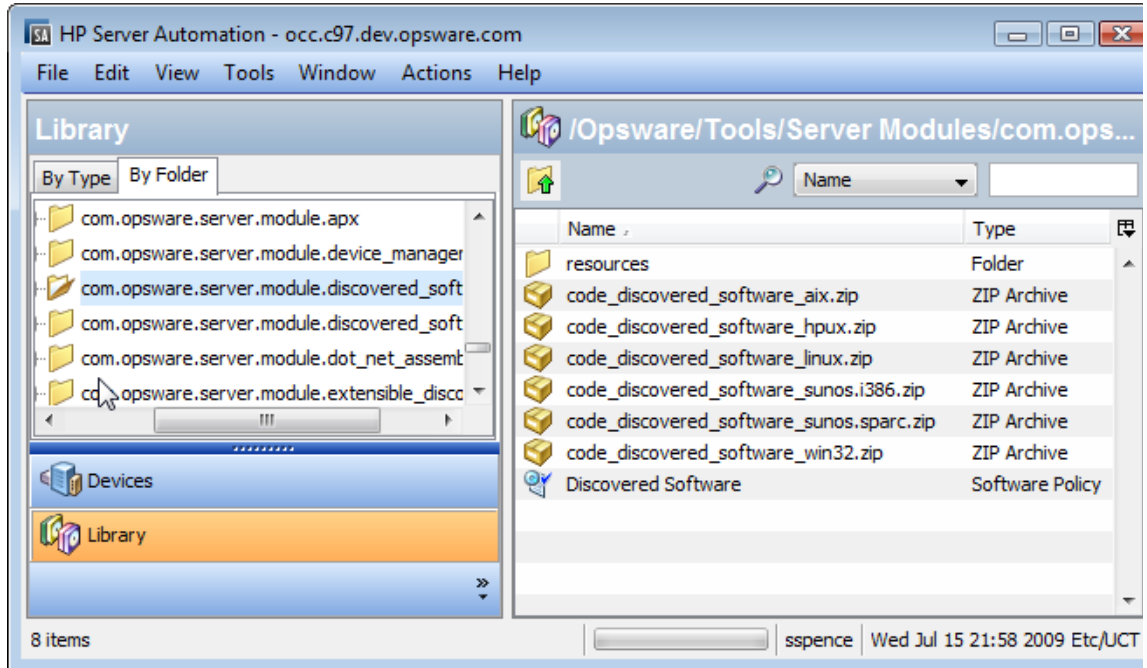 SA HP Server Automation - occ.c97.dev.opsware.com
File Edit View Tools Window Actions Help
Library
By Type By Folder
com.opsware.server.module.apx
com.opsware.server.module.device_manager
com.opsware.server.module.discovered_soft
com.opsware.server.module.discovered_soft
com.opsware.server.module.dot_net_assemb
com.opsware.server.module.extensible_disco
Devices
Library
/Opsware/Tools/Server Modules/com.ops...
Name
Name Type
resources Folder
code_discovered_software_aix.zip ZIP Archive
code_discovered_software_hpux.zip ZIP Archive
code_discovered_software_linux.zip ZIP Archive
code_discovered_software_sunos.i386.zip ZIP Archive
code_discovered_software_sunos.sparc.zip ZIP Archive
code_discovered_software_win32.zip ZIP Archive
Discovered Software Software Policy
8 items sspence Wed Jul 15 21:58 2009 Etc/UCT